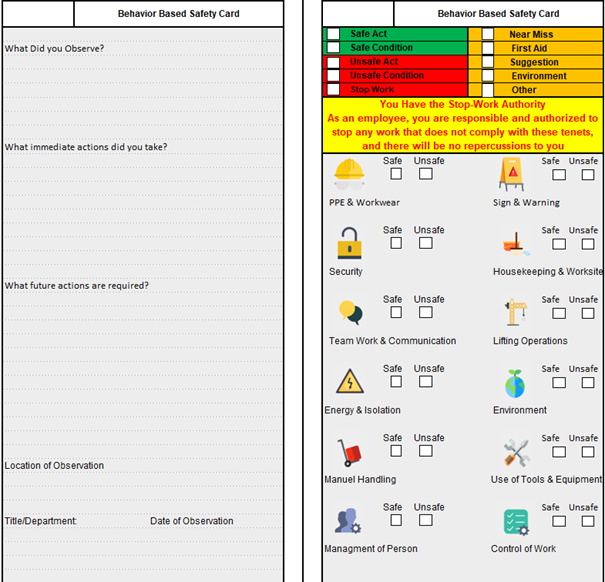 Behavior Based Safety Card
What Did you Observe?
What immediate actions did you take?
What future actions are required?
Location of Observation
Title/Department: Date of Observation
Behavior Based Safety Card
Safe Act Near Miss
Safe Condition First Aid
Unsafe Act Suggestion
Unsafe Condition Environment
Stop Work Other
You Have the Stop-Work Authority
As an employee, you are responsible and authorized to
stop any work that does not comply with these tenets,
and there will be no repercussions to you
Safe Unsafe Safe Unsafe
PPE & Workwear Sign & Warning
Safe Unsafe Safe Unsafe
Security Housekeeping & Worksite
Safe Unsafe Safe Unsafe
Team Work & Communication Lifting Operations
Safe Unsafe Safe Unsafe
Energy & Isolation Environment
Safe Unsafe Safe Unsafe
Manuel Handling Use of Tools & Equipment
Safe Unsafe Safe Unsafe
Managment of Person Control of Work